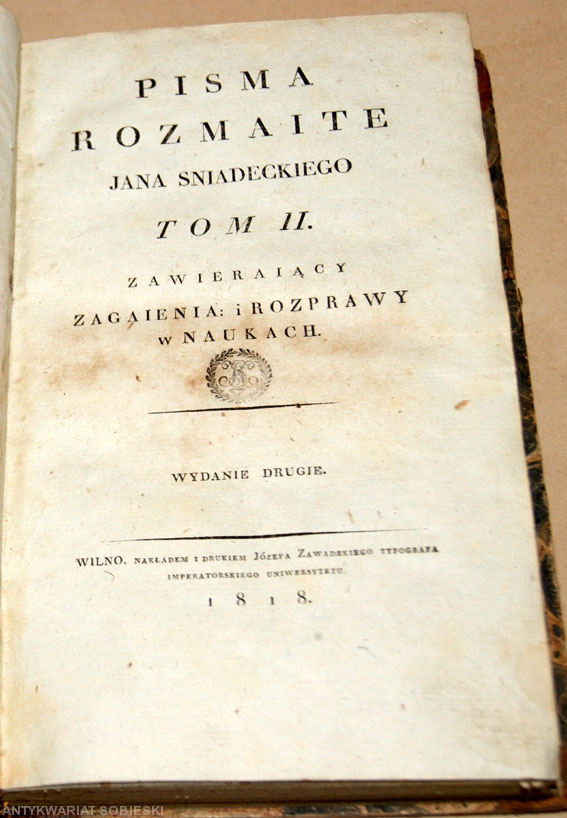 PISMA
ROZMAITE
JANA SNIADECKIEGO
TOM II.
ZAWIERAIĄCY
ZAGAIENIA: i ROZPRAWY
w NAUKACH.
WYDANIE DRUGIE.
WILNO. NAKŁADEM I DRUKIEM JÓZEFA ZAWADZKIEGO TYPOGRAFA
IMPERATORSKIEGO UNIWERSYTETU.
1818.
ANTYKWARIAT SOBIESKI